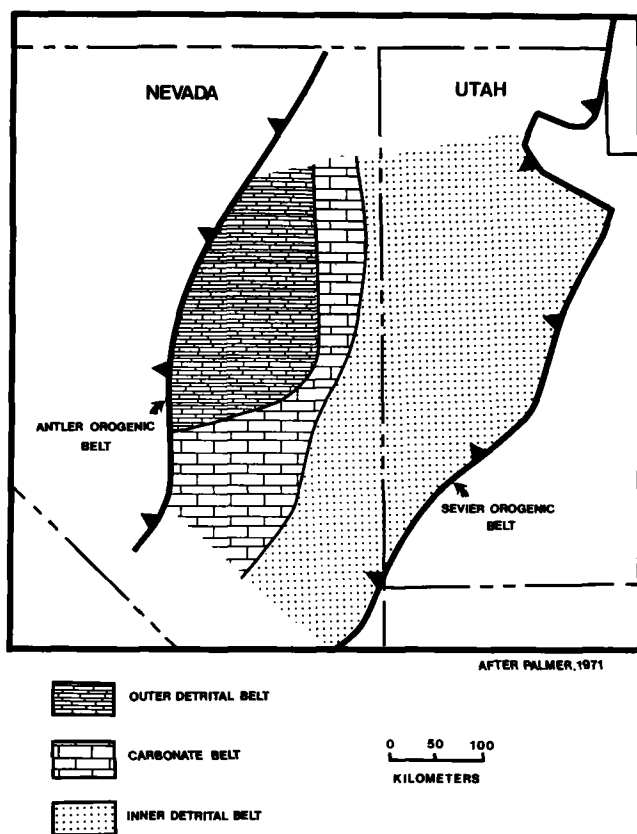 NEVADA
UTAH
ANTLER OROGENIC
BELT
SEVIER OROGENIC
BELT
AFTER PALMER, 1971
OUTER DETRITAL BELT
CARBONATE BELT
INNER DETRITAL BELT
0 50 100
KILOMETERS